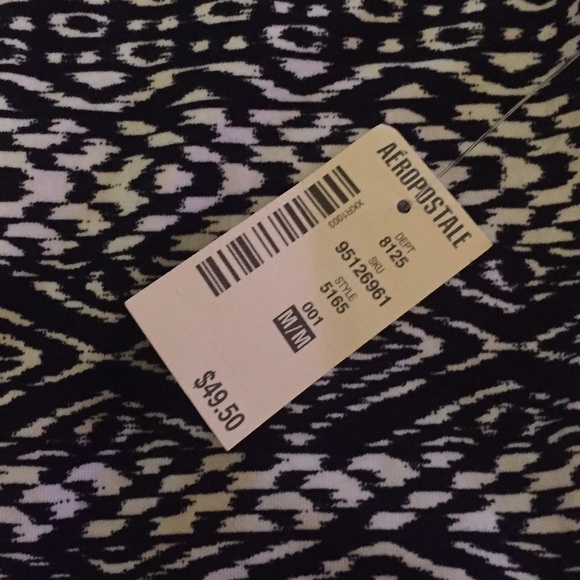 AEROPOSTALE
DEPT
8125
SKU
95126961
STYLE
5165
001
M/M
$49.50